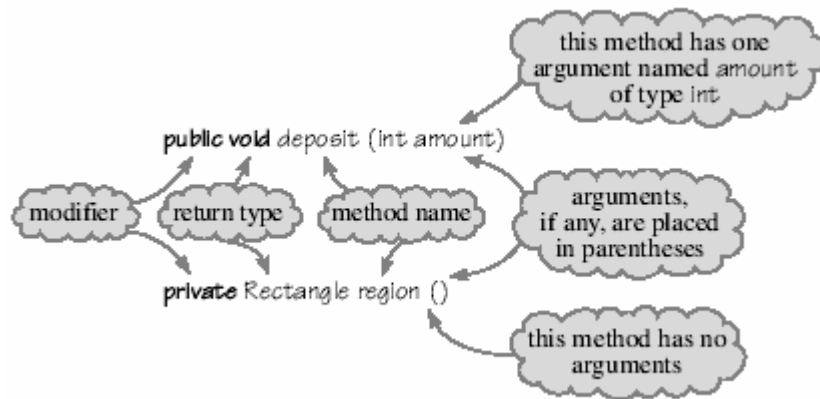 this method has one
argument named amount
of type int
public void deposit (int amount)
modifier
return type
method name
arguments,
if any, are placed
in parentheses
private Rectangle region ()
this method has no
arguments